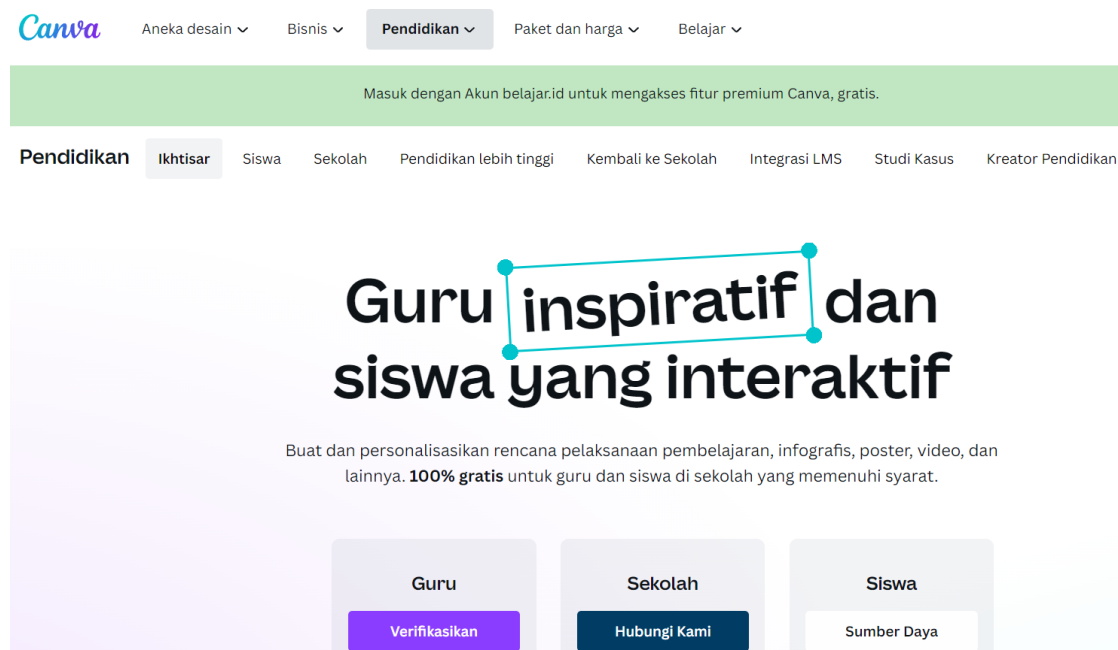 Canva Aneka desain Bisnis Pendidikan Paket dan harga Belajar
Masuk dengan Akun belajar.id untuk mengakses fitur premium Canva, gratis.
Pendidikan Ikhtisar Siswa Sekolah Pendidikan lebih tinggi Kembali ke Sekolah Integrasi LMS Studi Kasus Kreator Pendidikan
Guru inspiratif dan
siswa yang interaktif
Buat dan personalisasikan rencana pelaksanaan pembelajaran, infografis, poster, video, dan
lainnya. 100% gratis untuk guru dan siswa di sekolah yang memenuhi syarat.
Guru Sekolah Siswa
Verifikasikan Hubungi Kami Sumber Daya